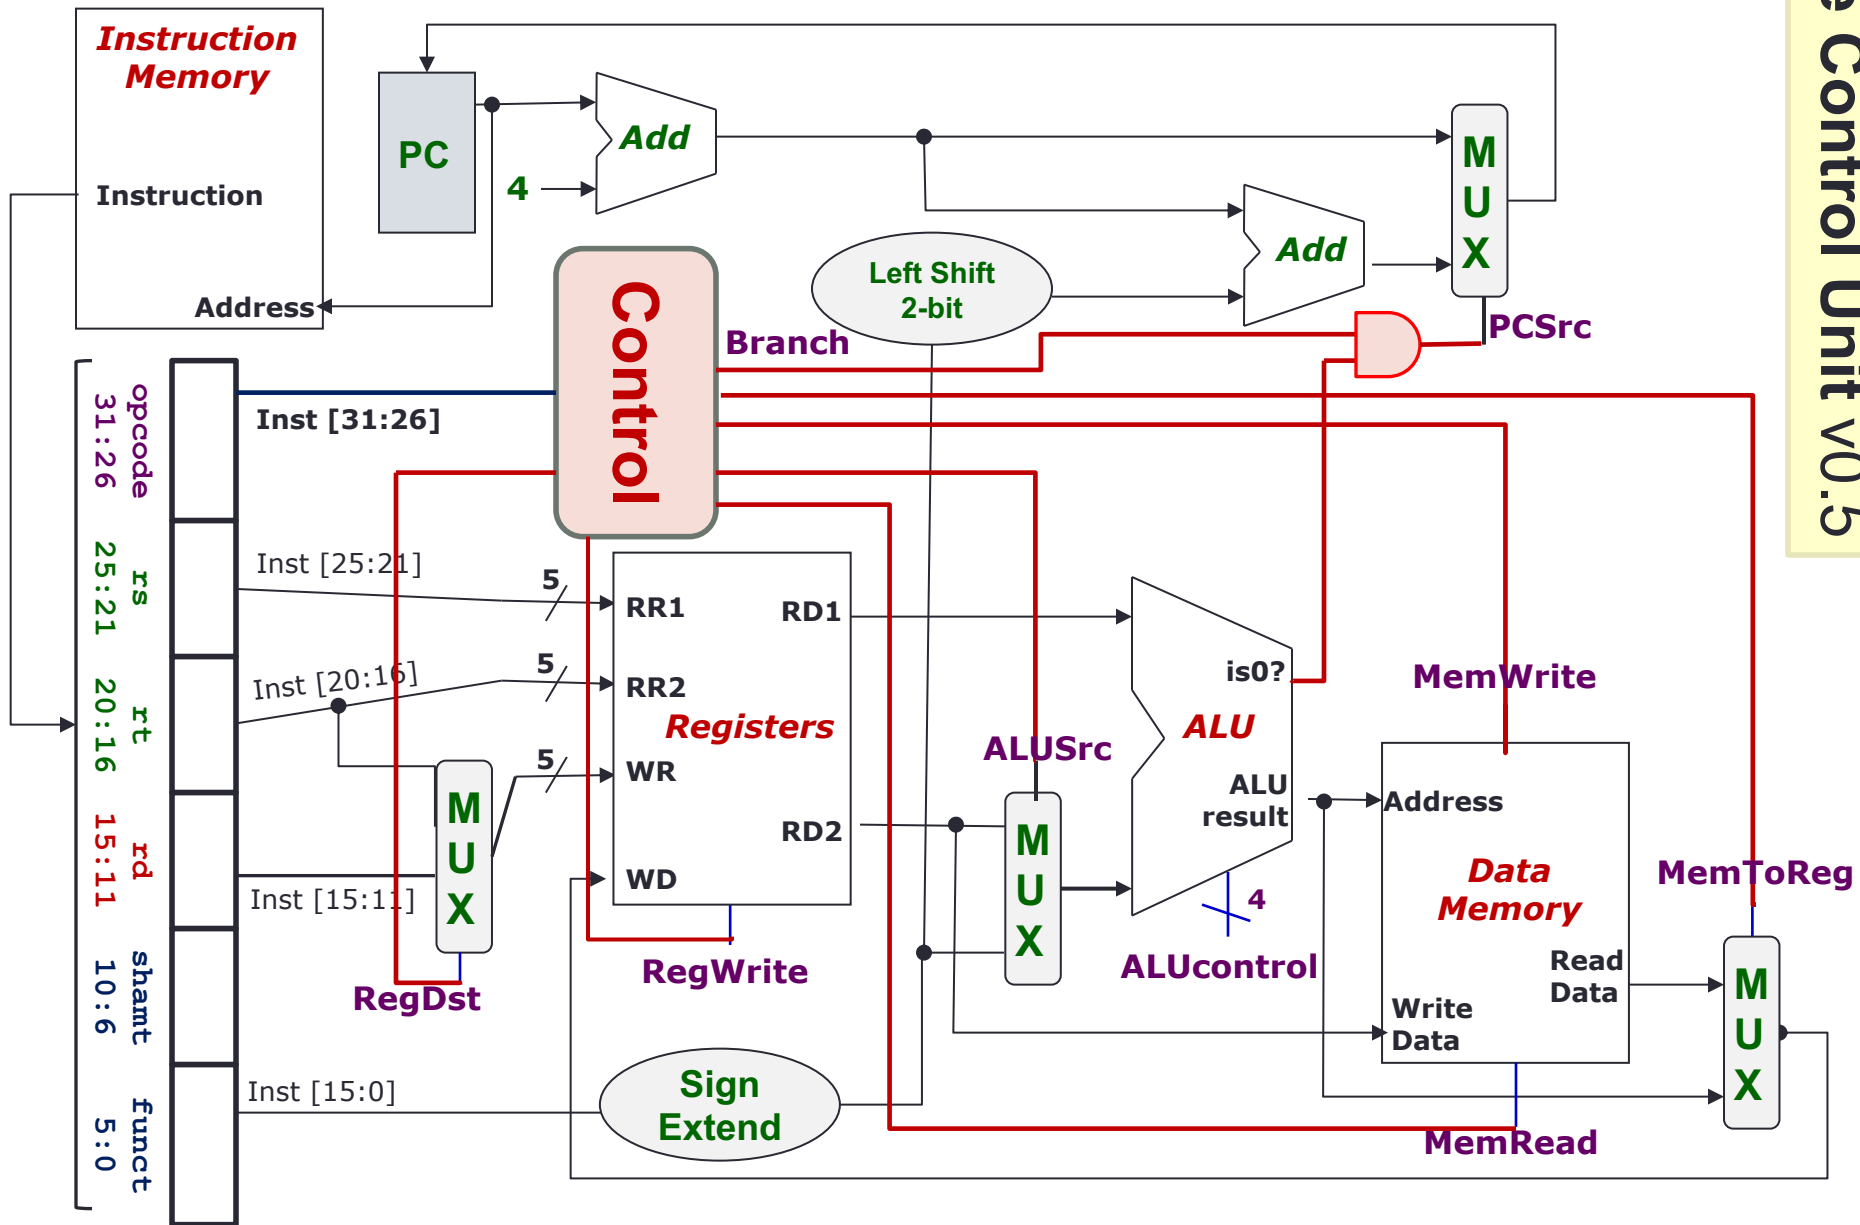 Instruction
Memory
Instruction
Address
PC
4
Add
Add
Left Shift
2-bit
M
U
X
PCSrc
Control
Branch
e Control Unit v0.5
opcode
31:26
rs
25:21
rt
20:16
rd
15:11
shamt
10:6
funct
5:0
Inst [31:26]
Inst [25:21]
Inst [20:16]
Inst [15:11]
Inst [15:0]
5
5
5
M
U
X
RegDst
RR1
RR2
WR
WD
RD1
RD2
Registers
RegWrite
Sign
Extend
ALUSrc
M
U
X
is0?
ALU
ALU
result
4
ALUcontrol
MemWrite
Address
Data
Memory
Read
Data
Write
Data
MemRead
MemToReg
M
U
X